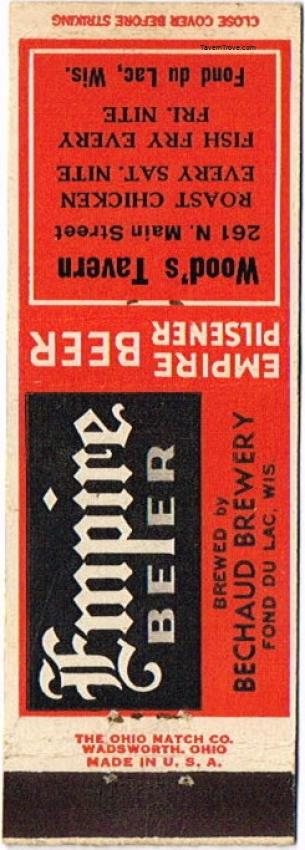 CLOSE COVER BEFORE STRIKING
TavernTrove.com
Wood's Tavern
261 N. Main Street
ROAST CHICKEN
EVERY SAT. NITE
FISH FRY EVERY
FRI. NITE
Fond du Lac, Wis.
EMPIRE
PILSENER
BEER
Empire
BEER
BREWED by
BECHAUD BREWERY
FOND DU LAC, WIS.
THE OHIO MATCH CO.
WADSWORTH, OHIO
MADE IN U. S. A.